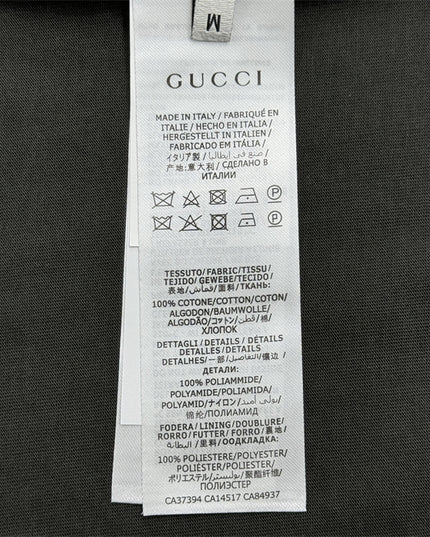 M
GUCCI
MADE IN ITALY / FABRIQUÉ EN
ITALIE / HECHO EN ITALIA /
HERGESTELLT IN ITALIEN /
FABRICADO EM ITÁLIA /
イタリア製 / صنع في إيطاليا /
产地:意大利 / СДЕЛАНО В
ИТАЛИИ
TESSUTO/FABRIC/TISSU/
TEJIDO/GEWEBE/TECIDO/
表地/قماش/面料/ТКАНЬ:
100% COTONE/COTTON/COTON/
ALGODON/BAUMWOLLE/
ALGODÃO/コットン/قطن/棉/
ХЛОПОК
DETTAGLI / DETAILS / DÉTAILS
DETALLES / DETAILS /
DETALHES/一部/التفاصيل/
ДЕТАЛИ:
100% POLIAMMIDE/
POLYAMIDE/POLIAMIDA/
POLYAMID/ナイロン/بولي أميد/
锦纶/ПОЛИАМИД
FODERA / LINING/DOUBLURE/
FORRO / FUTTER / FORRO / 裏地 /
البطانة / 里料 / ООДКЛАДКА:
100% POLIESTERE/POLYESTER/
POLIÉSTER/POLYESTER/
ポリエステル/بوليستر/聚酯纤维/
ПОЛИЭСТЕР
CA37394 CA14517 CA84937